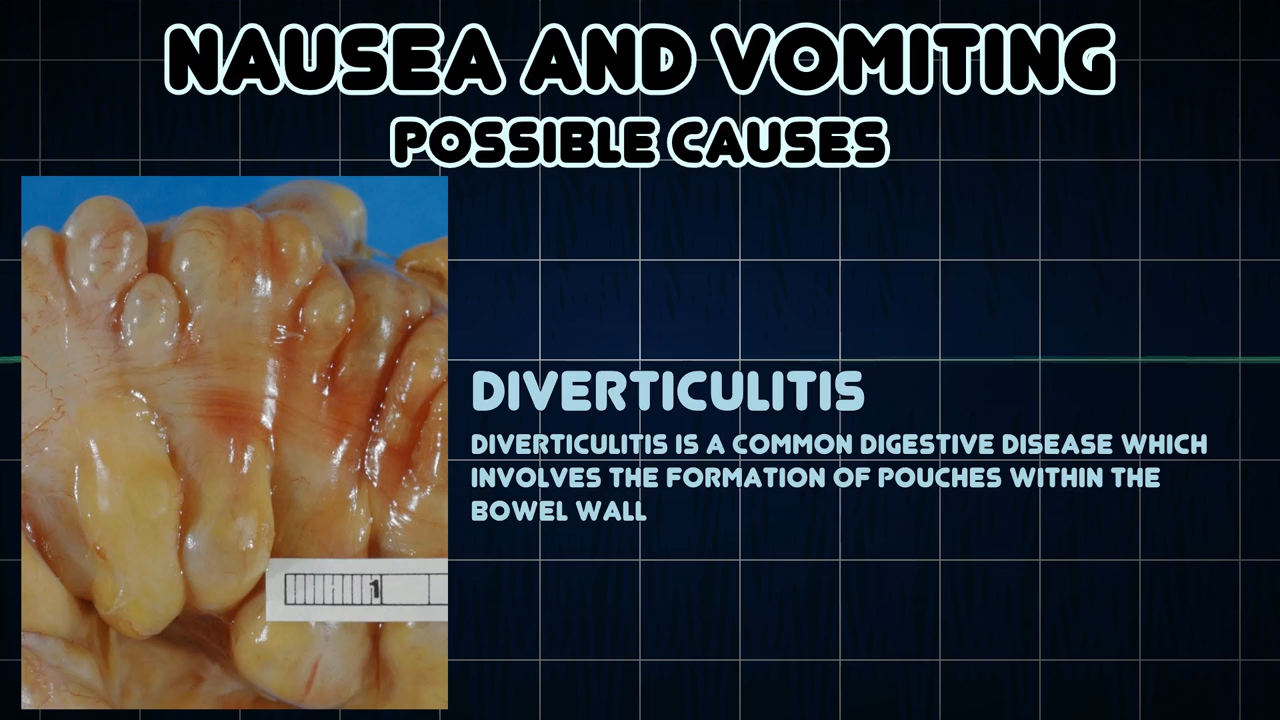 NAUSEA AND VOMITING
POSSIBLE CAUSES
DIVERTICULITIS
DIVERTICULITIS IS A COMMON DIGESTIVE DISEASE WHICH
INVOLVES THE FORMATION OF POUCHES WITHIN THE
BOWEL WALL
1